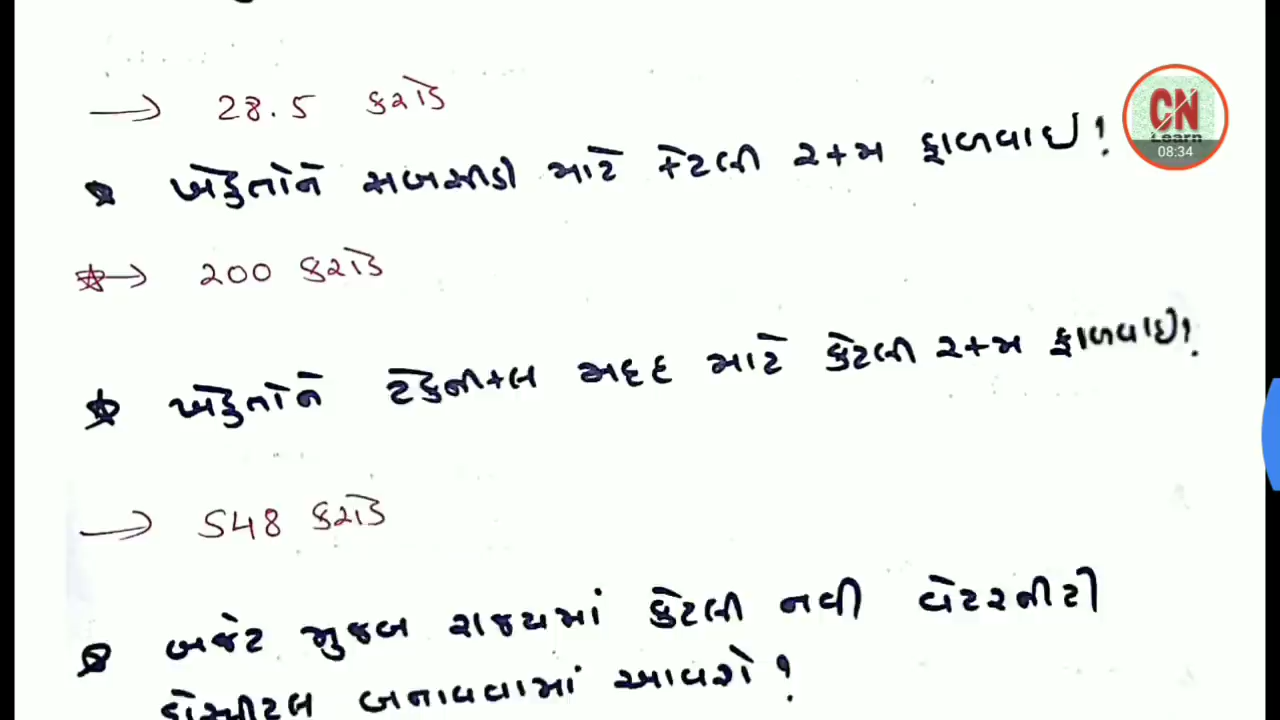 → 28.5 કરોડ
CN
Learn
08:34
★ ખેડુતોને સબસીડી માટે કેટલી રકમ ફાળવાઇ?
★→ 200 કરોડ
★ ખેડુતોને ટેકનીકલ મદદ માટે કેટલી રકમ ફાળવાઇ?
→ 548 કરોડ
★ બજેટ મુજબ રાજ્યમાં કેટલી નવી વેટરનીટી
હોસ્પીટલ બનાવવામાં આવશે?